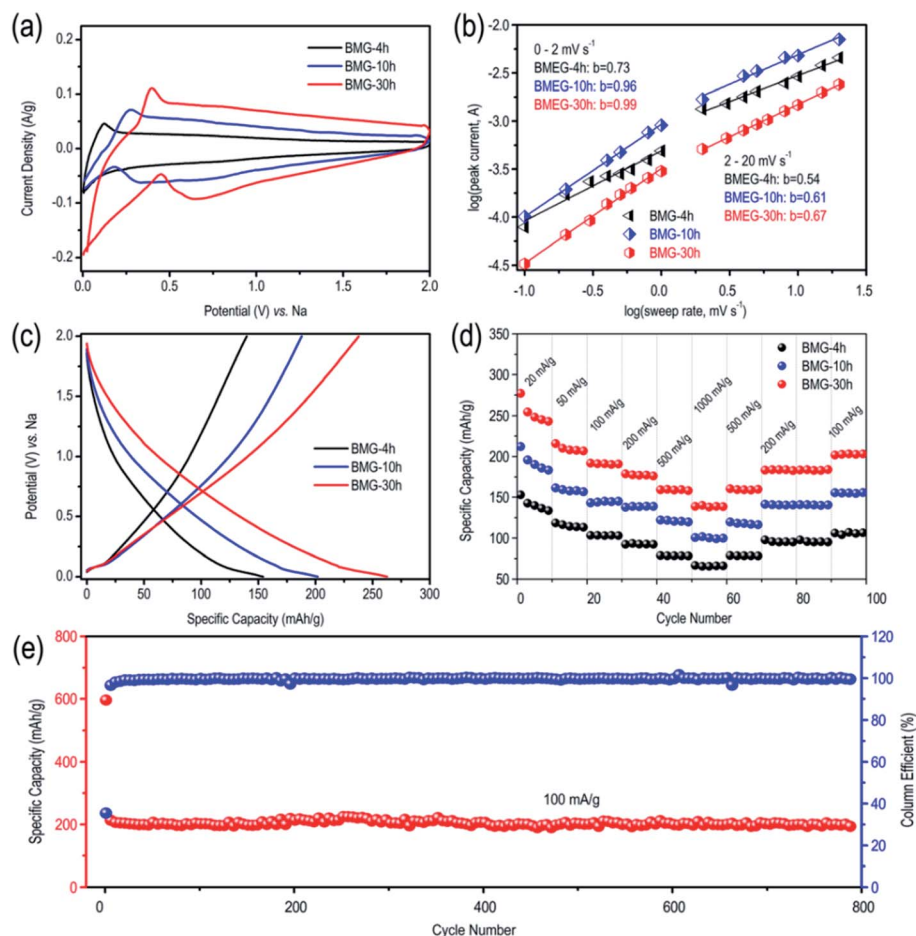 (a)
0.2
0.1
0.0
-0.1
-0.2
Current Density (A/g)
BMG-4h
BMG-10h
BMG-30h
0.0
0.5
1.0
1.5
2.0
Potential (V) vs. Na
(b)
-2.0
-2.5
-3.0
-3.5
-4.0
-4.5
log(peak current, A)
0 - 2 mV s-1
BMEG-4h: b=0.73
BMEG-10h: b=0.96
BMEG-30h: b=0.99
2 - 20 mV s-1
BMEG-4h: b=0.54
BMEG-10h: b=0.61
BMEG-30h: b=0.67
BMG-4h
BMG-10h
BMG-30h
-1.0
-0.5
0.0
0.5
1.0
1.5
log(sweep rate, mV s-1)
(c)
2.0
1.5
1.0
0.5
0.0
Potential (V) vs. Na
BMG-4h
BMG-10h
BMG-30h
0
50
100
150
200
250
300
Specific Capacity (mAh/g)
(d)
350
300
250
200
150
100
50
Specific Capacity (mAh/g)
BMG-4h
BMG-10h
BMG-30h
20 mA/g
50 mA/g
100 mA/g
200 mA/g
500 mA/g
1000 mA/g
500 mA/g
200 mA/g
100 mA/g
0
20
40
60
80
100
Cycle Number
(e)
800
600
400
200
0
Specific Capacity (mAh/g)
100 mA/g
120
100
80
60
40
20
0
Column Efficient (%)
0
200
400
600
800
Cycle Number